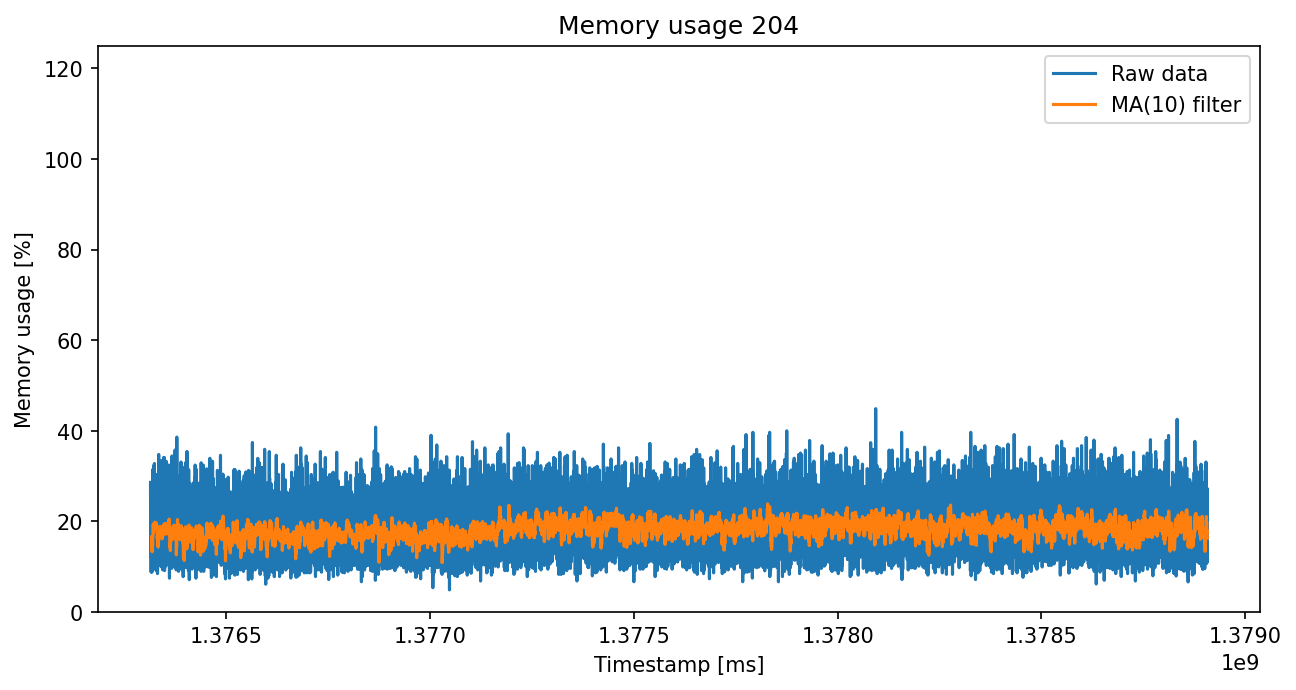 Memory usage 204
Raw data
MA(10) filter
Memory usage [%]
120
100
80
60
40
20
0
1.3765 1.3770 1.3775 1.3780 1.3785 1.3790
1e9
Timestamp [ms]